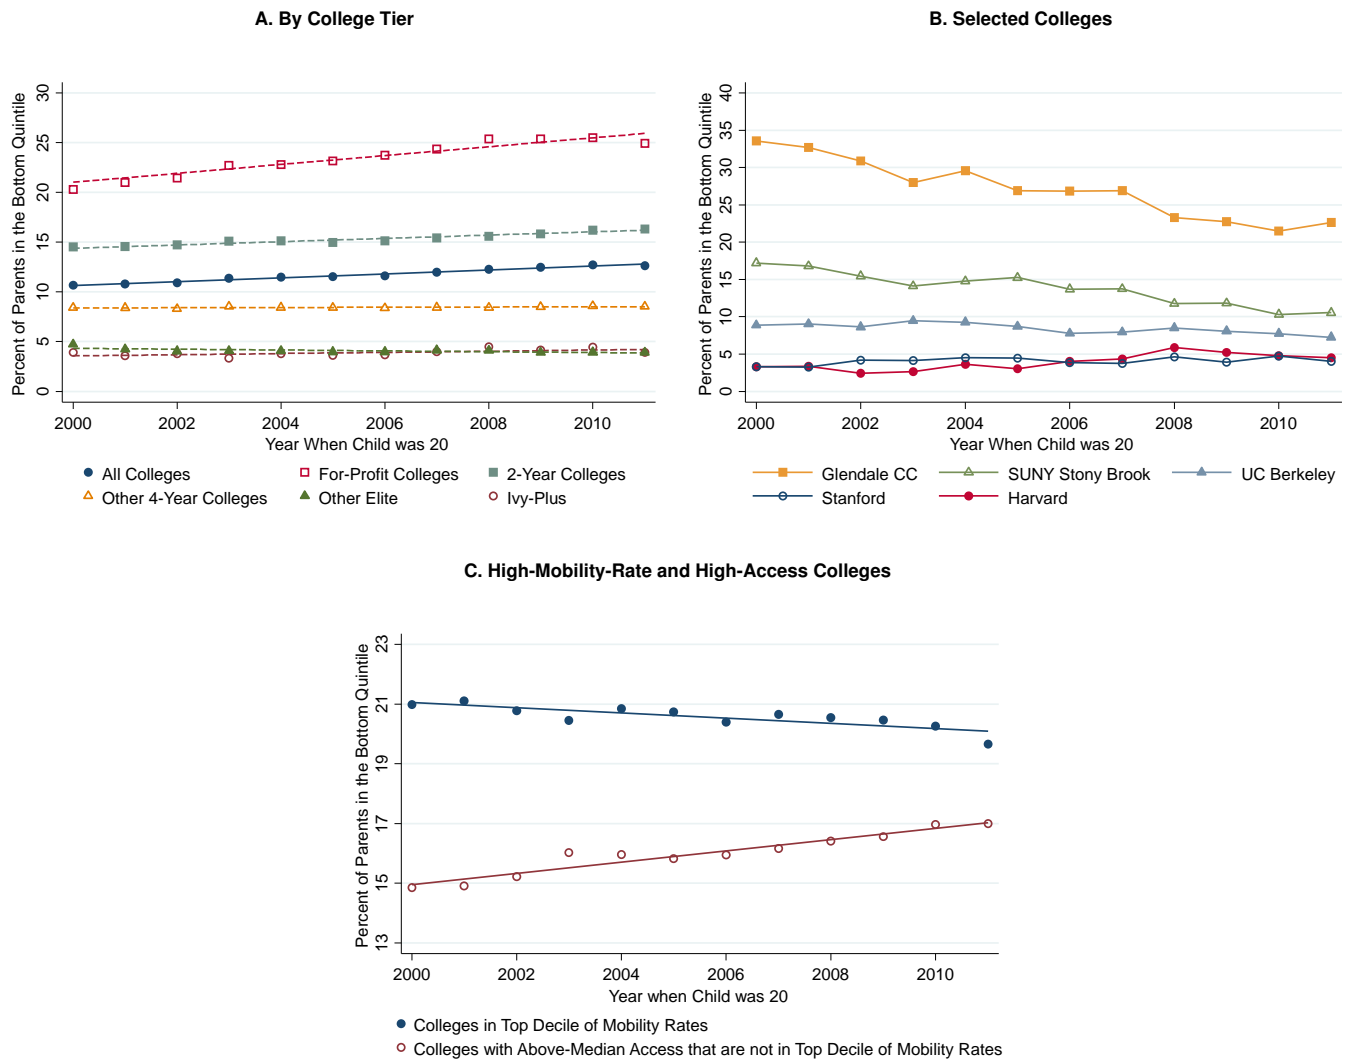 A. By College Tier
Percent of Parents in the Bottom Quintile
30
25
20
15
10
5
0
2000 2002 2004 2006 2008 2010
Year When Child was 20
All Colleges For-Profit Colleges 2-Year Colleges
Other 4-Year Colleges Other Elite Ivy-Plus
B. Selected Colleges
Percent of Parents in the Bottom Quintile
40
35
30
25
20
15
10
5
0
2000 2002 2004 2006 2008 2010
Year When Child was 20
Glendale CC SUNY Stony Brook UC Berkeley
Stanford Harvard
C. High-Mobility-Rate and High-Access Colleges
Percent of Parents in the Bottom Quintile
23
21
19
17
15
13
2000 2002 2004 2006 2008 2010
Year when Child was 20
Colleges in Top Decile of Mobility Rates
Colleges with Above-Median Access that are not in Top Decile of Mobility Rates